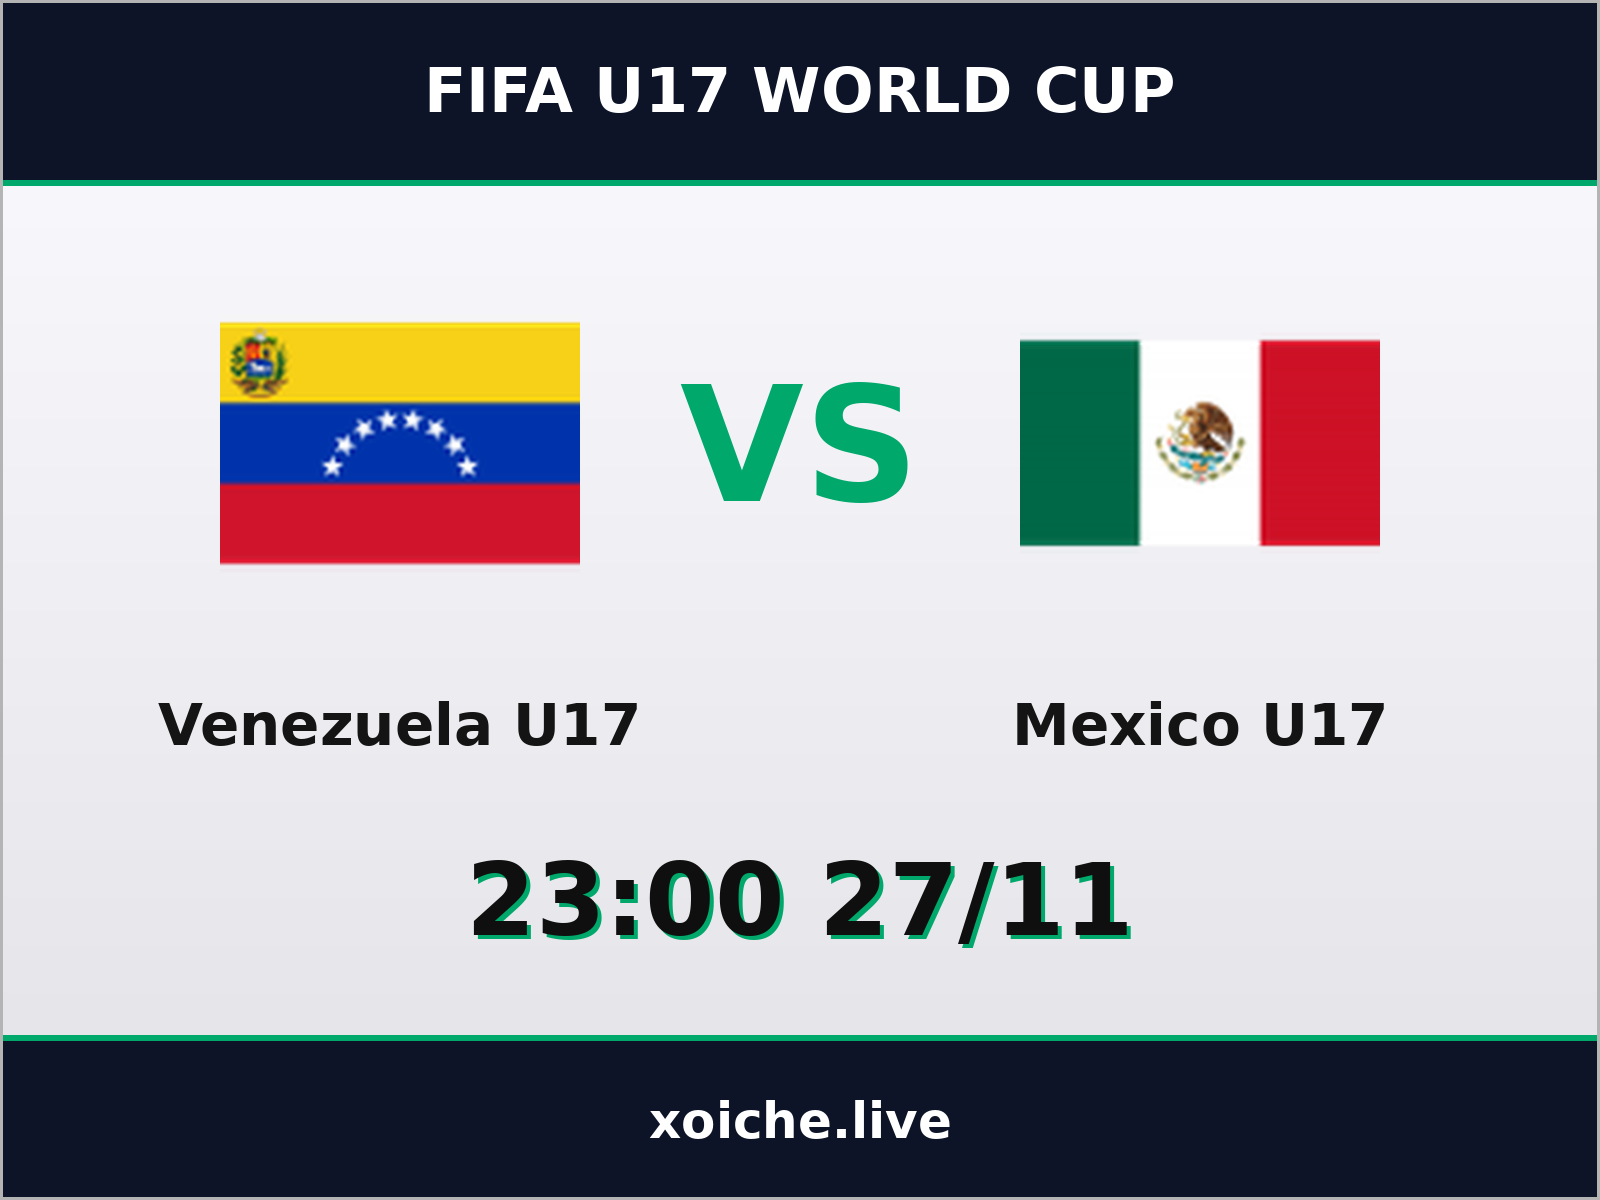 FIFA U17 WORLD CUP
VS
Venezuela U17
Mexico U17
23:00 27/11
xoiche.live